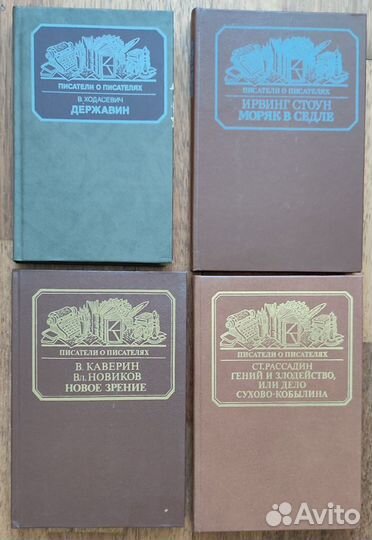 ПИСАТЕЛИ О ПИСАТЕЛЯХ
В. ХОДАСЕВИЧ
ДЕРЖАВИН
ПИСАТЕЛИ О ПИСАТЕЛЯХ
ИРВИНГ СТОУН
МОРЯК В СЕДЛЕ
ПИСАТЕЛИ О ПИСАТЕЛЯХ
В. КАВЕРИН
Вл. НОВИКОВ
НОВОЕ ЗРЕНИЕ
ПИСАТЕЛИ О ПИСАТЕЛЯХ
СТ. РАССАДИН
ГЕНИЙ И ЗЛОДЕЙСТВО,
ИЛИ ДЕЛО
СУХОВО-КОБЫЛИНА
Avito